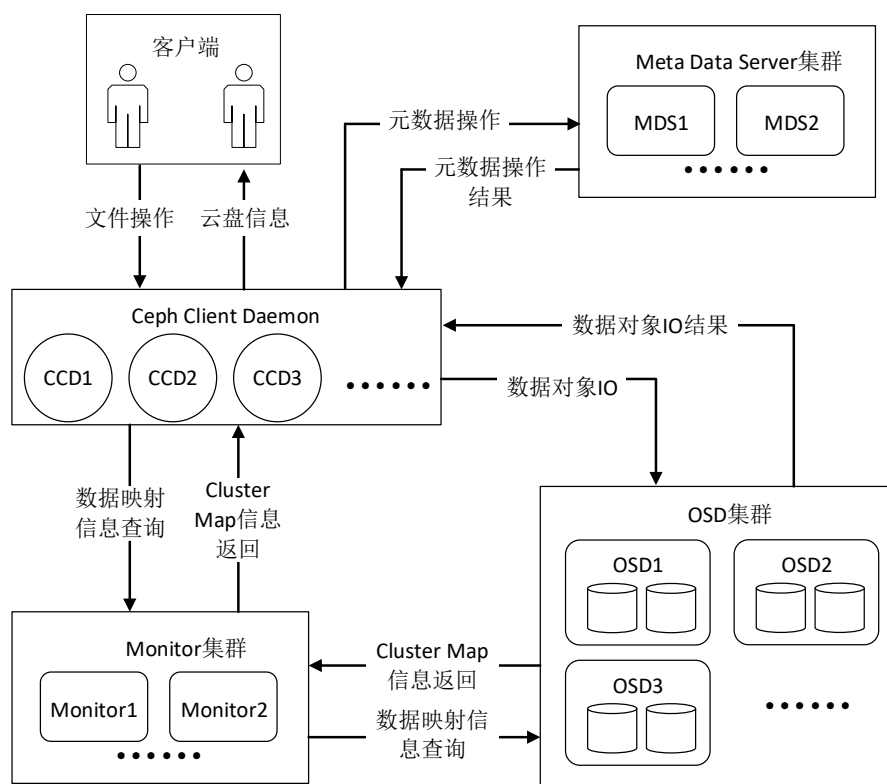 客户端
Meta Data Server集群
MDS1
MDS2
······
元数据操作
元数据操作
结果
文件操作
云盘信息
Ceph Client Daemon
CCD1
CCD2
CCD3
······
数据对象IO结果
数据对象IO
数据映射
信息查询
Cluster
Map信息
返回
OSD集群
OSD1
OSD2
OSD3
······
Monitor集群
Monitor1
Monitor2
······
Cluster Map
信息返回
数据映射信
息查询